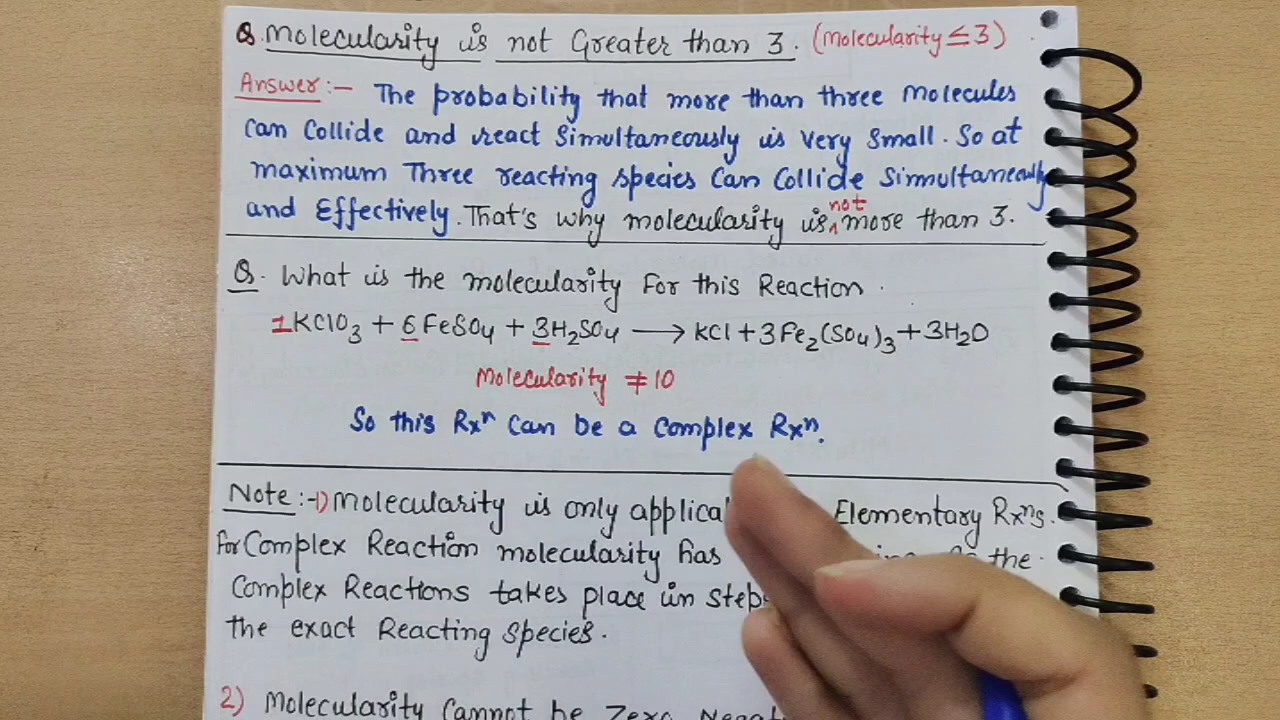 Q. Molecularity is not Greater than 3. (Molecularity ≤ 3)
Answer:- The probability that more than three Molecules
can Collide and react Simultaneously is very Small. So at
maximum Three reacting species Can Collide Simultaneously
and Effectively. That's why molecularity is not more than 3.
Q. What is the molecularity For this Reaction.
1KClO₃ + 6FeSO₄ + 3H₂SO₄ → KCl + 3Fe₂(SO₄)₃ + 3H₂O
Molecularity ≠ 10
So this Rxⁿ Can be a Complex Rxⁿ.
Note:- 1) Molecularity is only applica Elementary Rxⁿs.
For Complex Reaction molecularity has the
Complex Reactions takes place in step
the exact Reacting species.
2) Molecularity Cannot be Zero